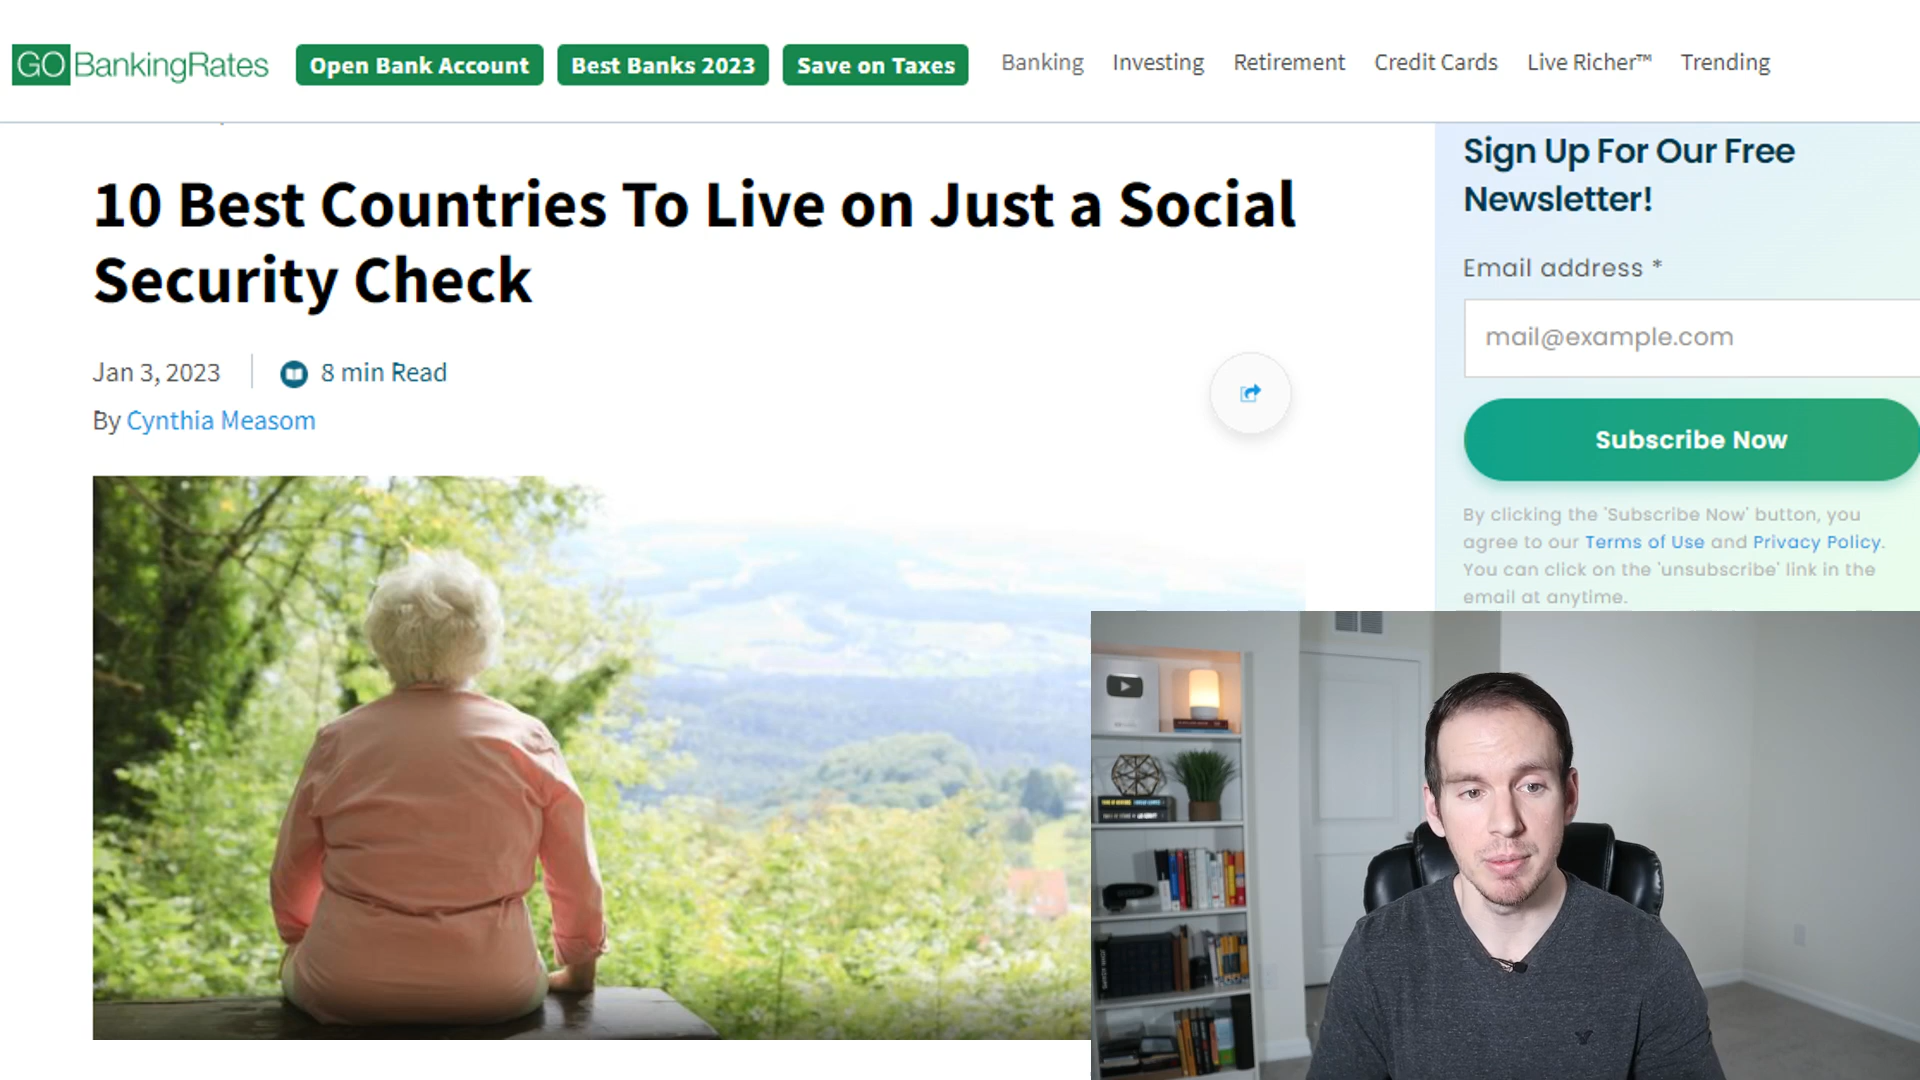 GOBankingRates
Open Bank Account
Best Banks 2023
Save on Taxes
Banking
Investing
Retirement
Credit Cards
Live Richer™
Trending
10 Best Countries To Live on Just a Social
Security Check
Jan 3, 2023
8 min Read
By Cynthia Measom
Sign Up For Our Free
Newsletter!
Email address *
mail@example.com
Subscribe Now
By clicking the 'Subscribe Now' button, you
agree to our Terms of Use and Privacy Policy.
You can click on the 'unsubscribe' link in the
email at anytime.